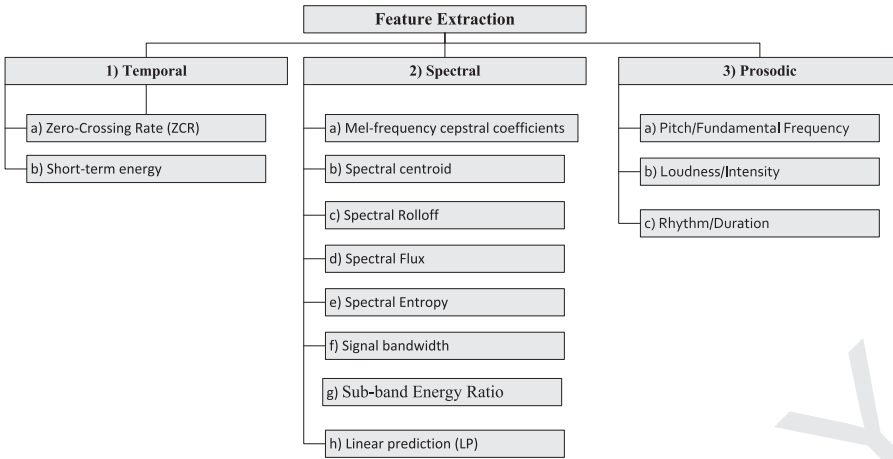 Feature Extraction
1) Temporal
a) Zero-Crossing Rate (ZCR)
b) Short-term energy
2) Spectral
a) Mel-frequency cepstral coefficients
b) Spectral centroid
c) Spectral Rolloff
d) Spectral Flux
e) Spectral Entropy
f) Signal bandwidth
g) Sub-band Energy Ratio
h) Linear prediction (LP)
3) Prosodic
a) Pitch/Fundamental Frequency
b) Loudness/Intensity
c) Rhythm/Duration
Y